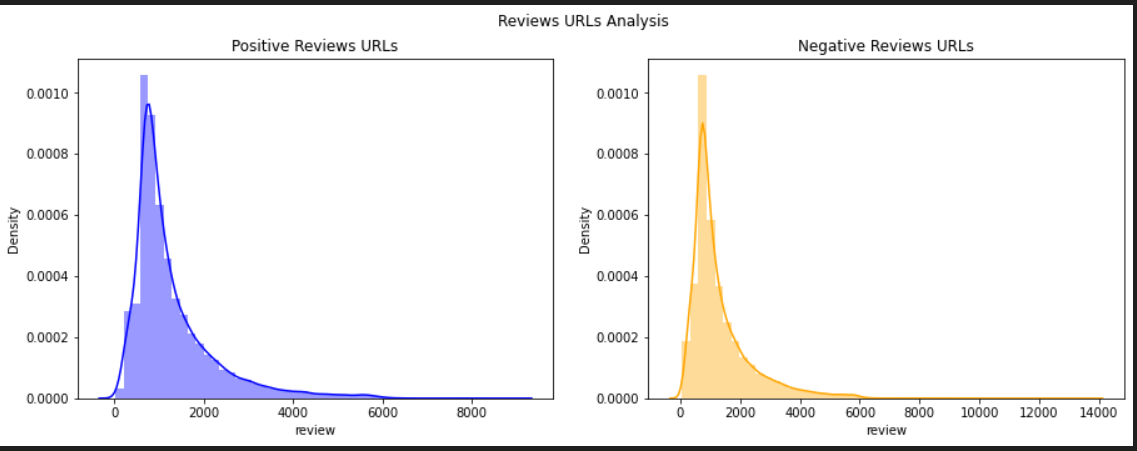 Reviews URLs Analysis
Positive Reviews URLs
Density
0.0010
0.0008
0.0006
0.0004
0.0002
0.0000
0 2000 4000 6000 8000
review
Negative Reviews URLs
Density
0.0010
0.0008
0.0006
0.0004
0.0002
0.0000
0 2000 4000 6000 8000 10000 12000 14000
review